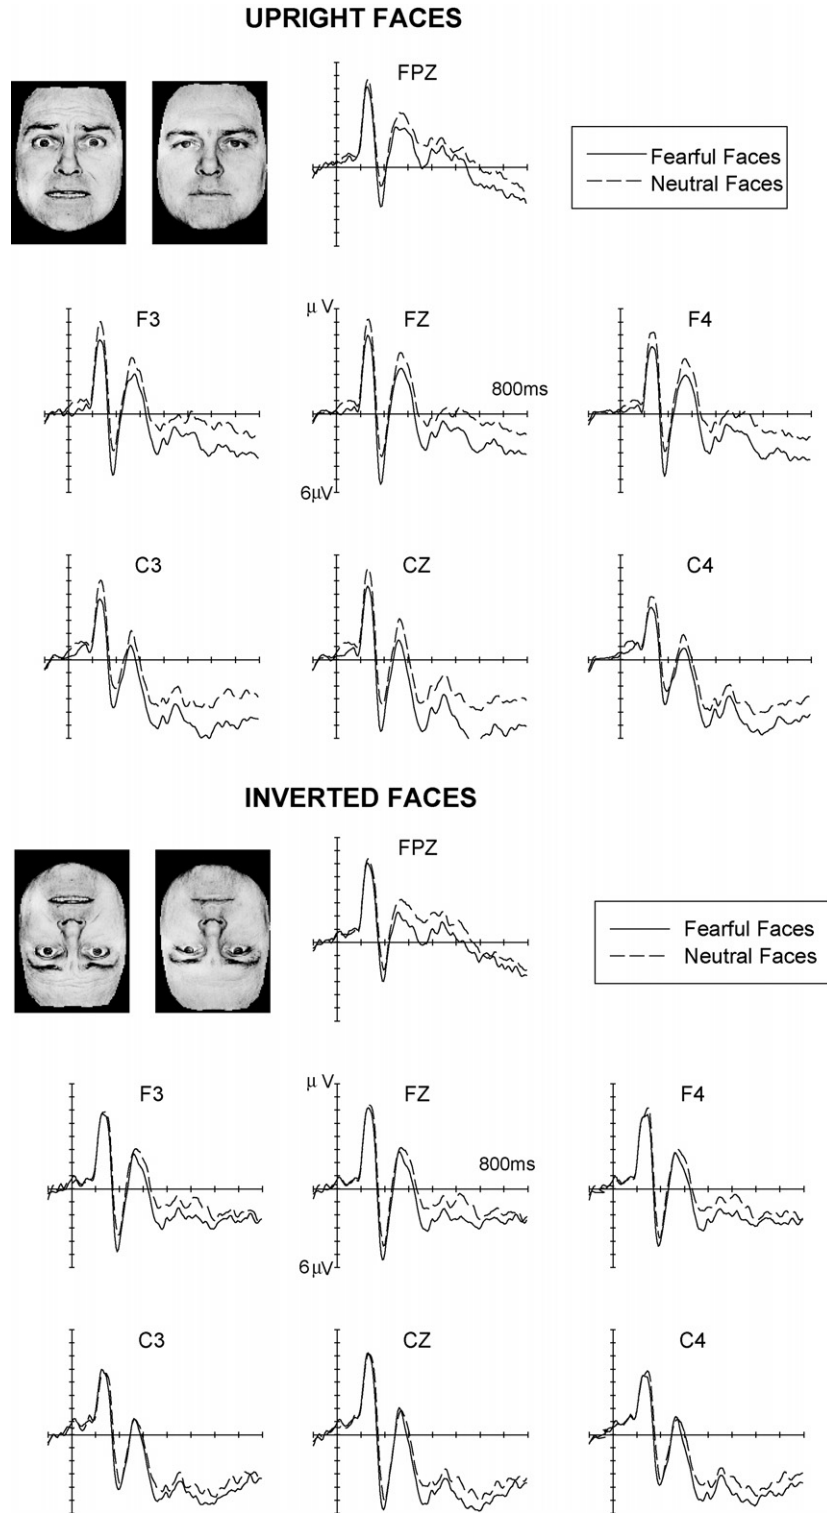 UPRIGHT FACES
FPZ
Fearful Faces
Neutral Faces
F3
μ V
FZ
F4
800ms
6μV
C3
CZ
C4
INVERTED FACES
FPZ
Fearful Faces
Neutral Faces
F3
μ V
FZ
F4
800ms
6μV
C3
CZ
C4